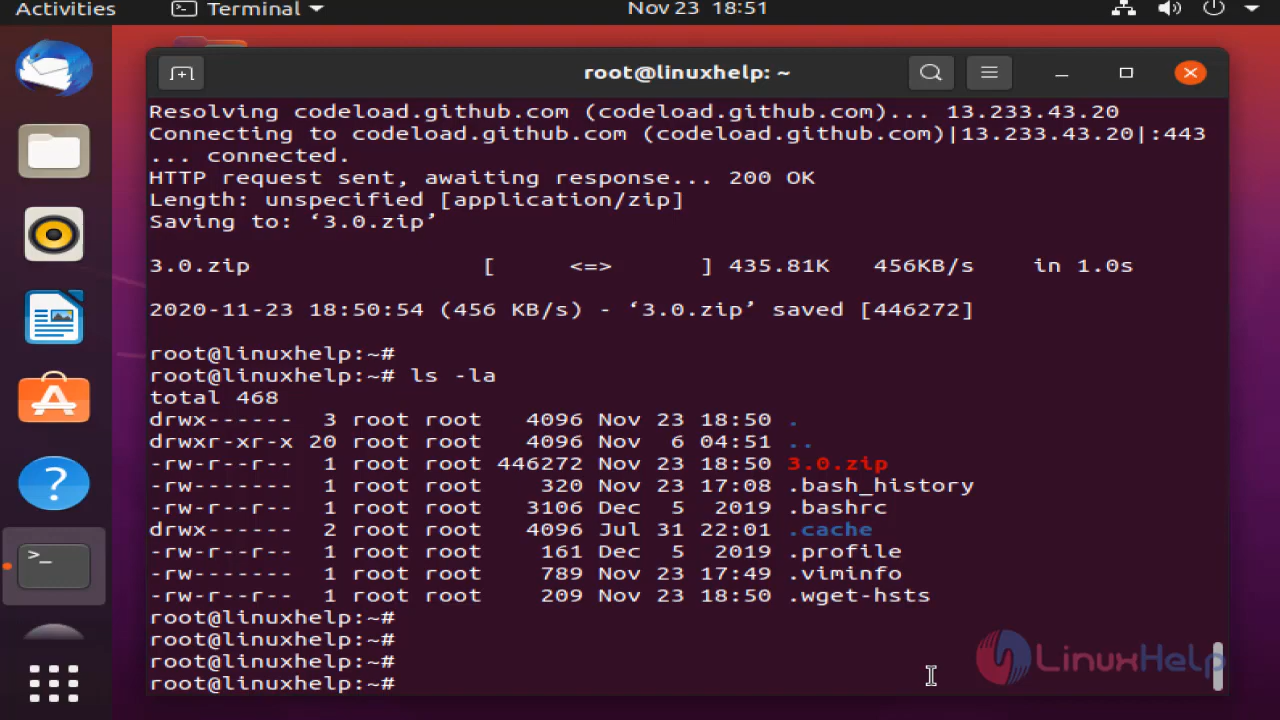 Activities Terminal Nov 23 18:51
root@linuxhelp: ~
Resolving codeload.github.com (codeload.github.com)... 13.233.43.20
Connecting to codeload.github.com (codeload.github.com)|13.233.43.20|:443
... connected.
HTTP request sent, awaiting response... 200 OK
Length: unspecified [application/zip]
Saving to: ‘3.0.zip’
3.0.zip [ <=> ] 435.81K 456KB/s in 1.0s
2020-11-23 18:50:54 (456 KB/s) - ‘3.0.zip’ saved [446272]
root@linuxhelp:~#
root@linuxhelp:~# ls -la
total 468
drwx------ 3 root root 4096 Nov 23 18:50 .
drwxr-xr-x 20 root root 4096 Nov 6 04:51 ..
-rw-r--r-- 1 root root 446272 Nov 23 18:50 3.0.zip
-rw------- 1 root root 320 Nov 23 17:08 .bash_history
-rw-r--r-- 1 root root 3106 Dec 5 2019 .bashrc
drwx------ 2 root root 4096 Jul 31 22:01 .cache
-rw-r--r-- 1 root root 161 Dec 5 2019 .profile
-rw------- 1 root root 789 Nov 23 17:49 .viminfo
-rw-r--r-- 1 root root 209 Nov 23 18:50 .wget-hsts
root@linuxhelp:~#
root@linuxhelp:~#
root@linuxhelp:~#
root@linuxhelp:~#
LinuxHelp